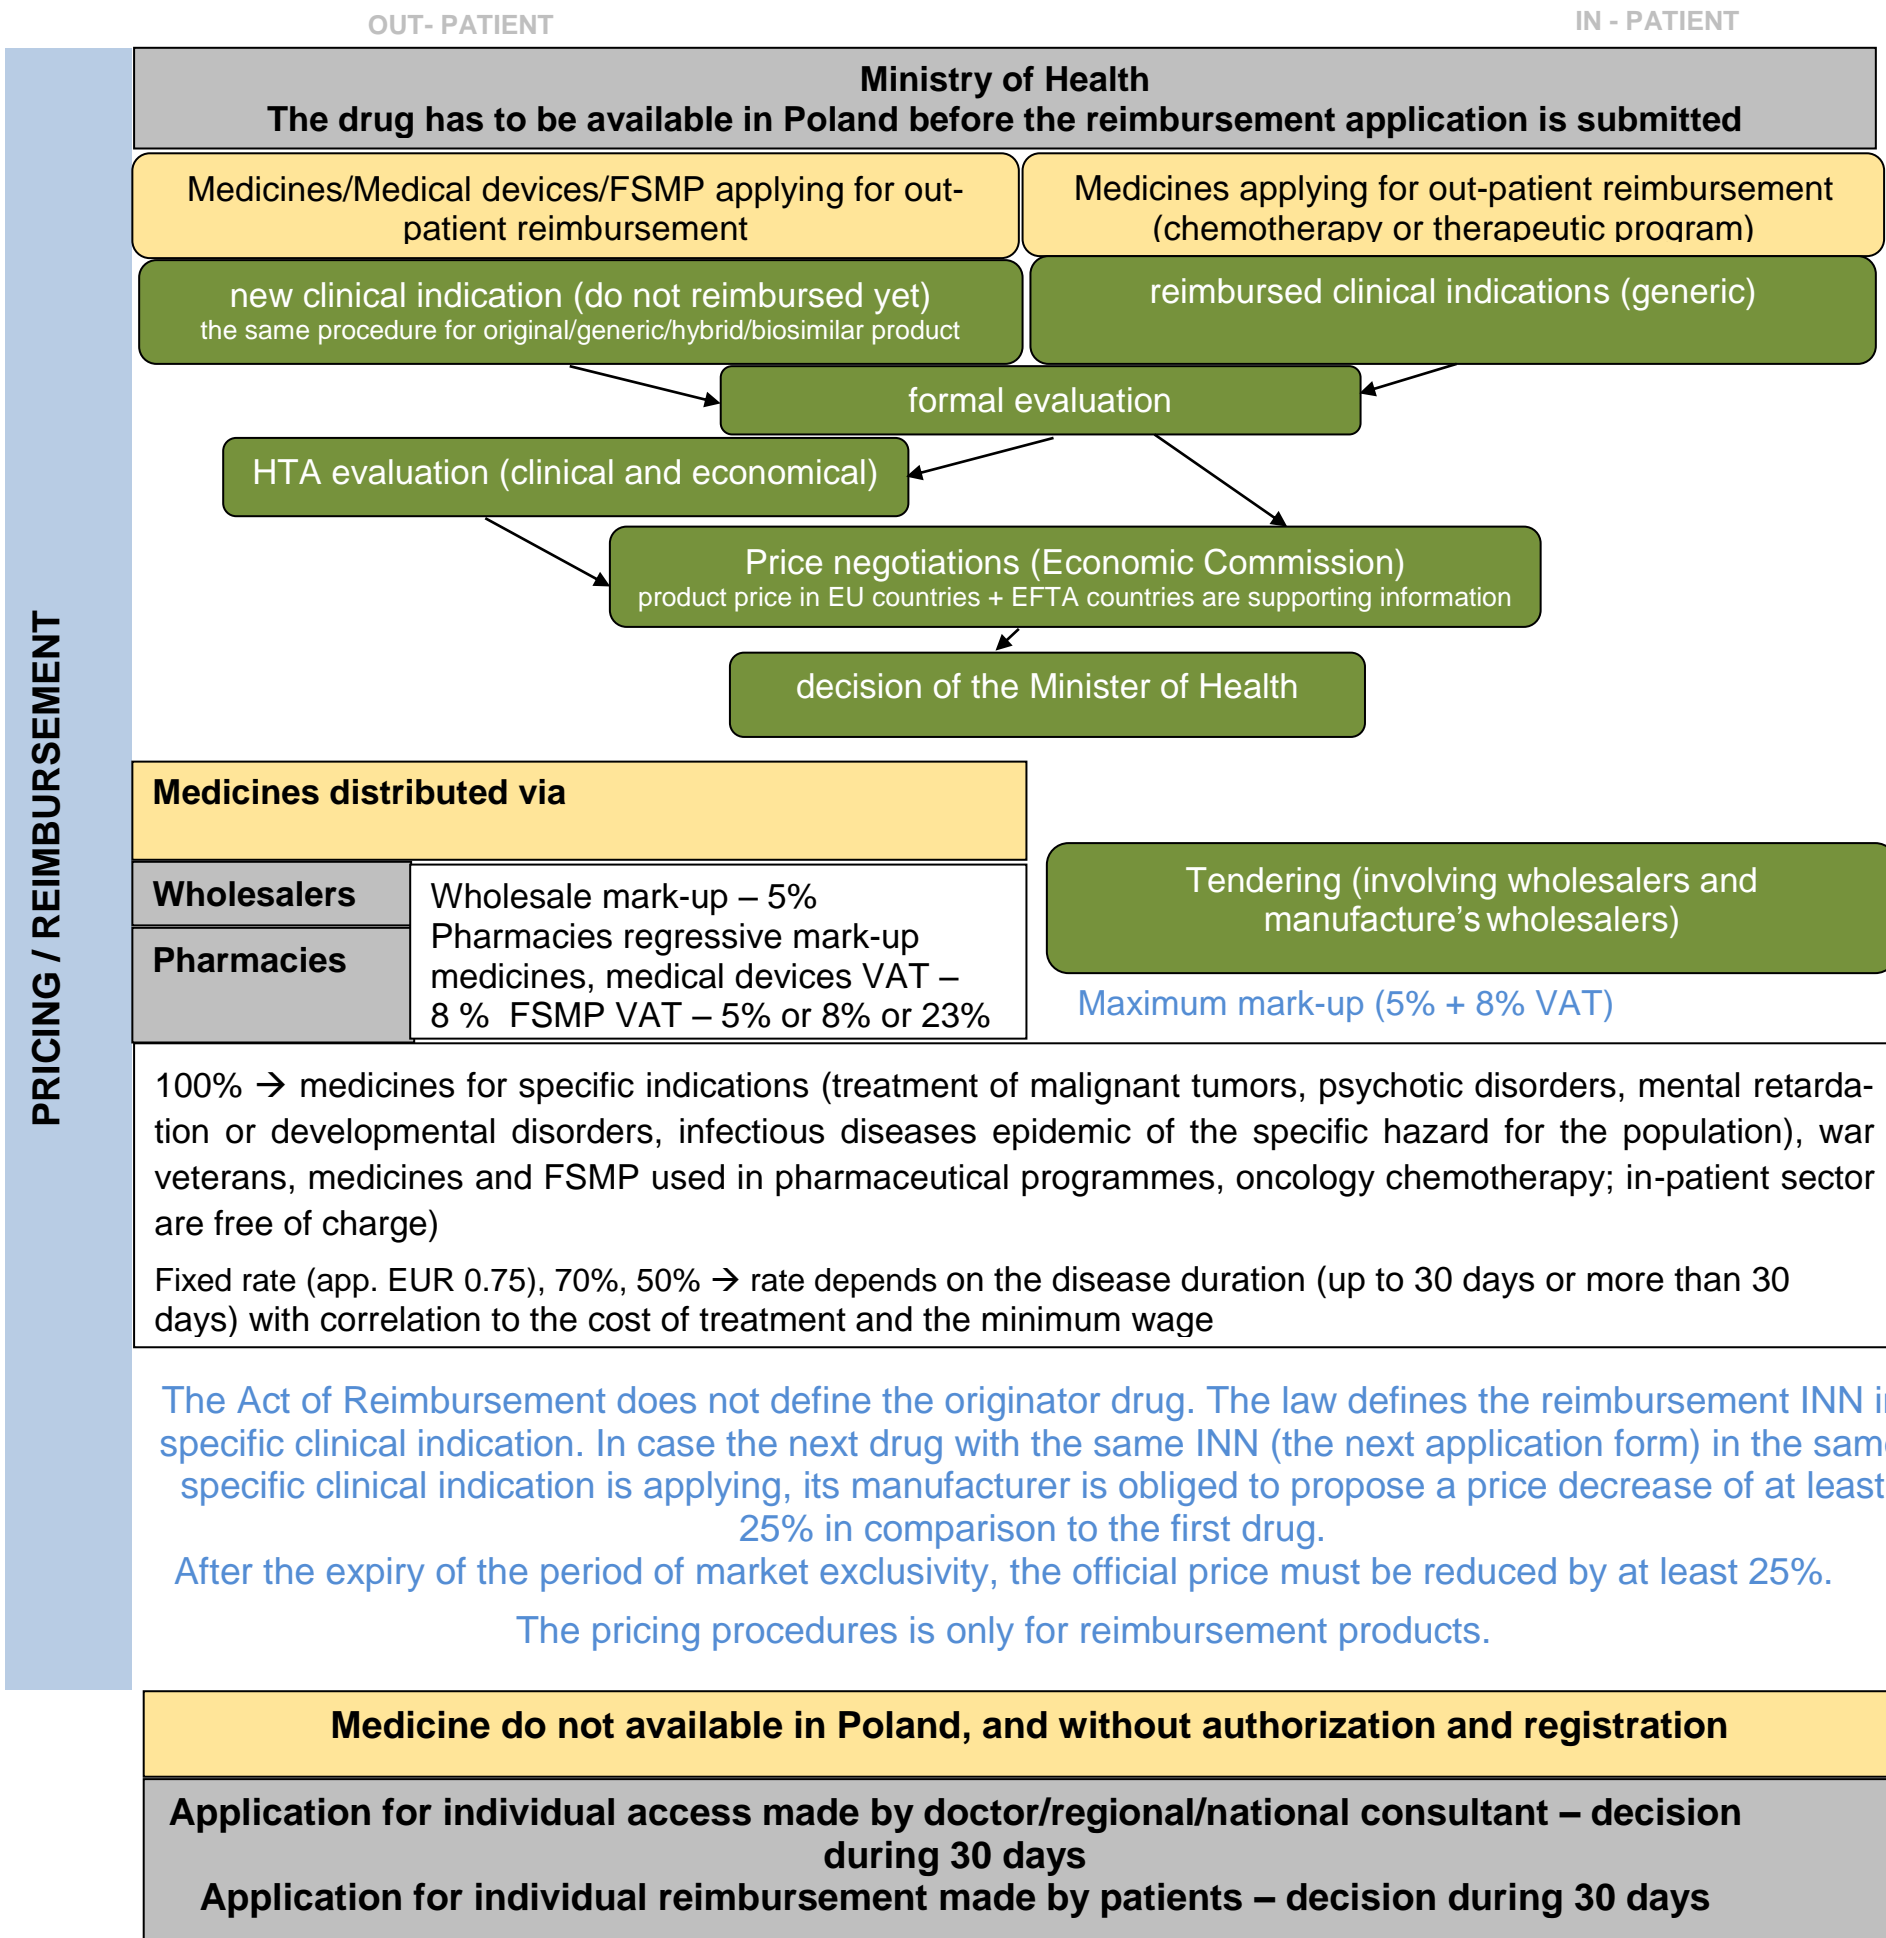 OUT- PATIENT
IN - PATIENT
PRICING / REIMBURSEMENT
Ministry of Health
The drug has to be available in Poland before the reimbursement application is submitted
Medicines/Medical devices/FSMP applying for out-
patient reimbursement
Medicines applying for out-patient reimbursement
(chemotherapy or therapeutic program)
new clinical indication (do not reimbursed yet)
the same procedure for original/generic/hybrid/biosimilar product
reimbursed clinical indications (generic)
formal evaluation
HTA evaluation (clinical and economical)
Price negotiations (Economic Commission)
product price in EU countries + EFTA countries are supporting information
decision of the Minister of Health
Medicines distributed via
Wholesalers
Pharmacies
Wholesale mark-up – 5%
Pharmacies regressive mark-up
medicines, medical devices VAT –
8 % FSMP VAT – 5% or 8% or 23%
Tendering (involving wholesalers and
manufacture's wholesalers)
Maximum mark-up (5% + 8% VAT)
100% → medicines for specific indications (treatment of malignant tumors, psychotic disorders, mental retarda-
tion or developmental disorders, infectious diseases epidemic of the specific hazard for the population), war
veterans, medicines and FSMP used in pharmaceutical programmes, oncology chemotherapy; in-patient sector
are free of charge)
Fixed rate (app. EUR 0.75), 70%, 50% → rate depends on the disease duration (up to 30 days or more than 30
days) with correlation to the cost of treatment and the minimum wage
The Act of Reimbursement does not define the originator drug. The law defines the reimbursement INN
specific clinical indication. In case the next drug with the same INN (the next application form) in the
specific clinical indication is applying, its manufacturer is obliged to propose a price decrease of at least
25% in comparison to the first drug.
After the expiry of the period of market exclusivity, the official price must be reduced by at least 25%.
The pricing procedures is only for reimbursement products.
Medicine do not available in Poland, and without authorization and registration
Application for individual access made by doctor/regional/national consultant – decision
during 30 days
Application for individual reimbursement made by patients – decision during 30 days